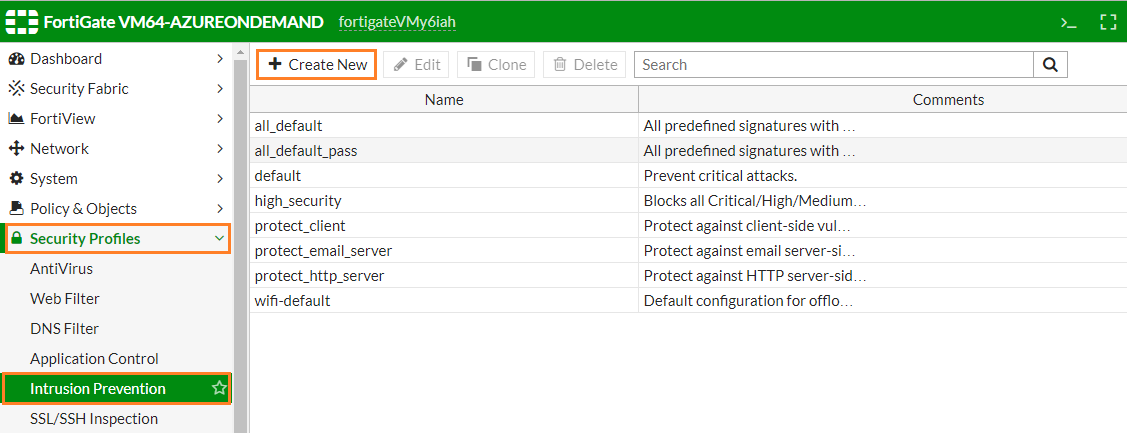 FortiGate VM64-AZUREONDEMAND fortigateVMy6iah >_
Dashboard
Security Fabric
FortiView
Network
System
Policy & Objects
Security Profiles
AntiVirus
Web Filter
DNS Filter
Application Control
Intrusion Prevention
SSL/SSH Inspection
+ Create New Edit Clone Delete Search
Name Comments
all_default All predefined signatures with …
all_default_pass All predefined signatures with …
default Prevent critical attacks.
high_security Blocks all Critical/High/Medium…
protect_client Protect against client-side vul…
protect_email_server Protect against email server-si…
protect_http_server Protect against HTTP server-sid…
wifi-default Default configuration for offlo…